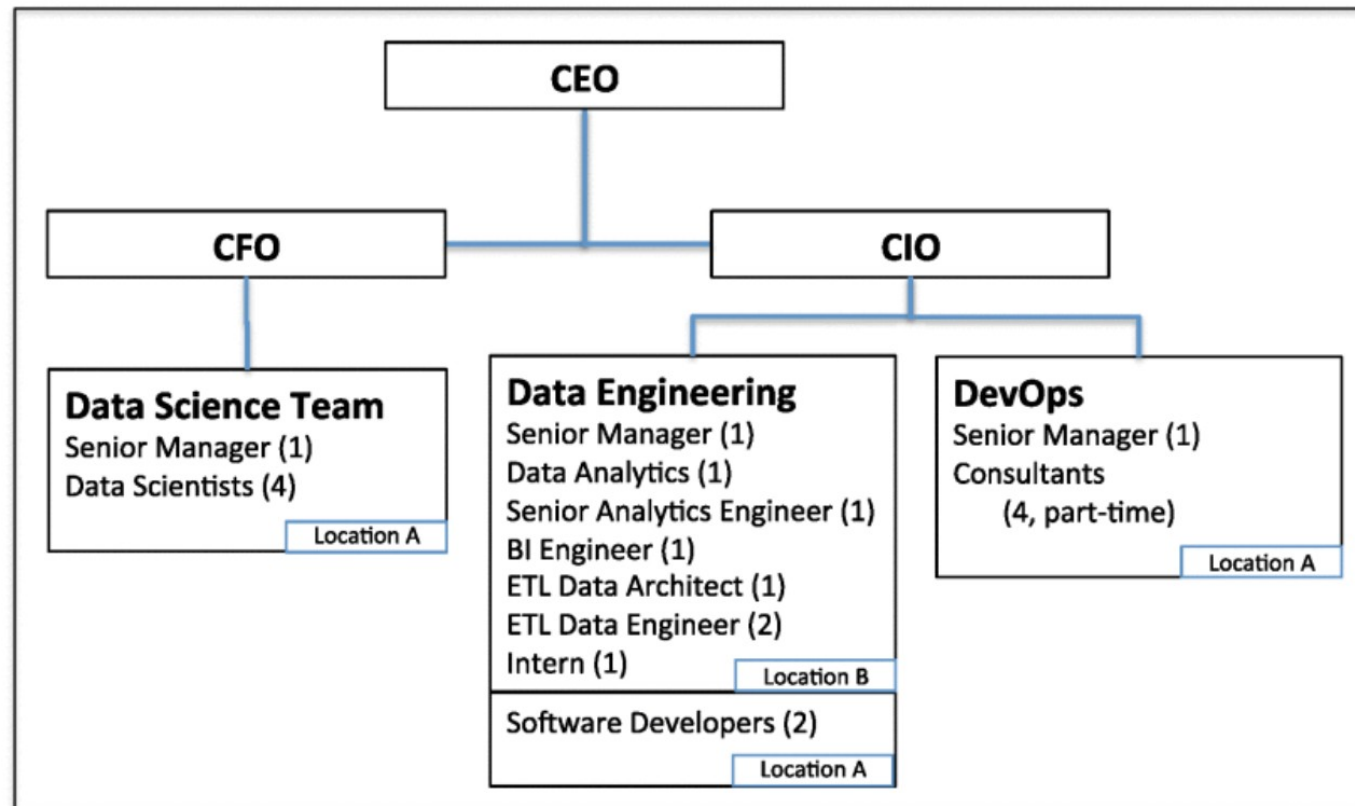 CEO
CFO
CIO
Data Science Team
Senior Manager (1)
Data Scientists (4)
Location A
Data Engineering
Senior Manager (1)
Data Analytics (1)
Senior Analytics Engineer (1)
BI Engineer (1)
ETL Data Architect (1)
ETL Data Engineer (2)
Intern (1)
Location B
Software Developers (2)
Location A
DevOps
Senior Manager (1)
Consultants
(4, part-time)
Location A